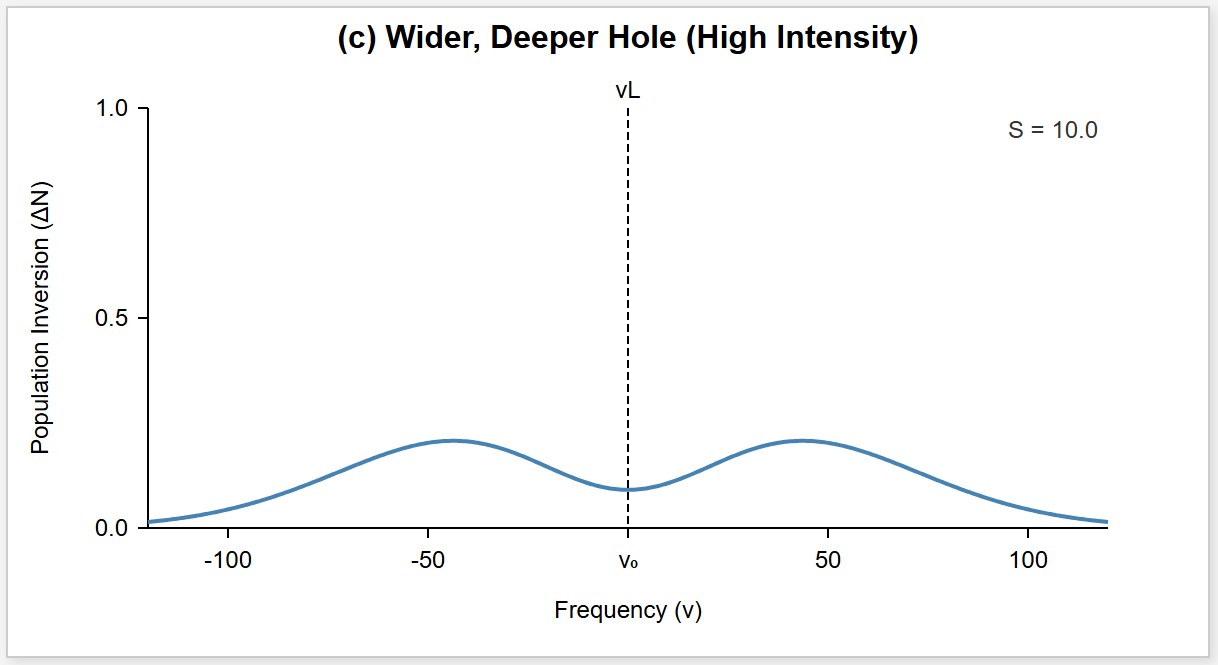 (c) Wider, Deeper Hole (High Intensity)
vL
1.0
S = 10.0
Population Inversion (ΔN)
0.5
0.0
-100
-50
v₀
50
100
Frequency (v)